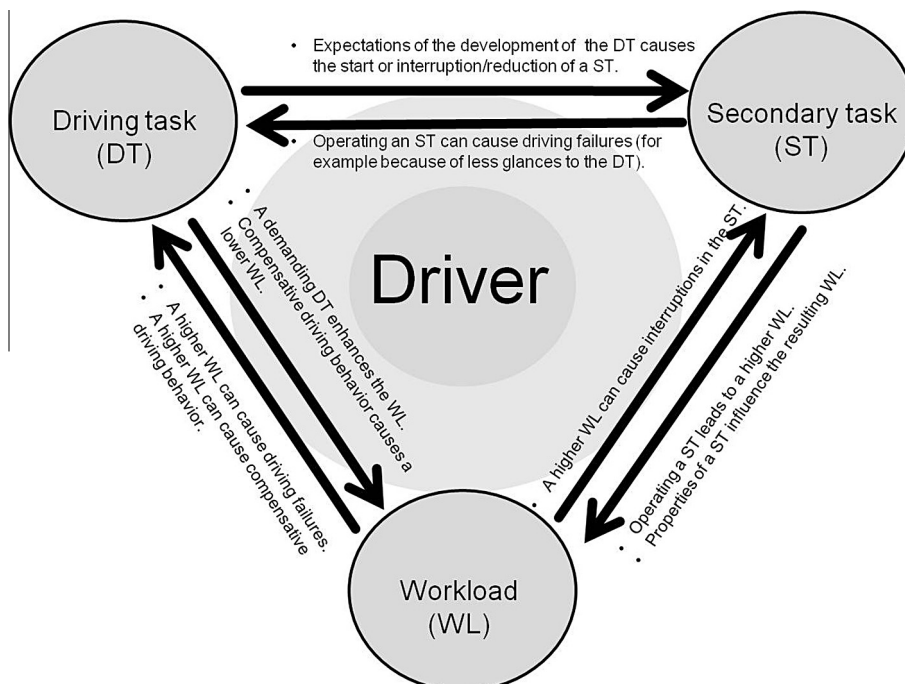 • Expectations of the development of the DT causes
the start or interruption/reduction of a ST.
Driving task
(DT)
Secondary task
(ST)
• Operating an ST can cause driving failures (for
example because of less glances to the DT).
• A demanding DT enhances the WL.
• Compensative driving behavior causes a
lower WL.
Driver
• A higher WL can cause driving failures.
• A higher WL can cause compensative
driving behavior..
• A higher WL can cause interruptions in the ST.
• Operating a ST leads to a higher WL.
• Properties of a ST influence the resulting WL.
Workload
(WL)